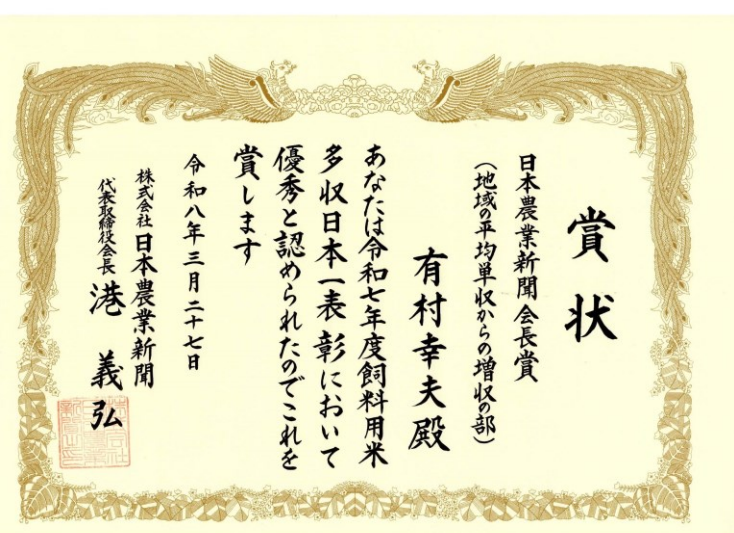 賞状
日本農業新聞会長賞
(地域の平均単収からの増収の部)
有村幸夫殿
あなたは令和七年度飼料用米
多収日本一表彰において
優秀と認められたのでこれを
賞します
令和八年三月二十七日
株式会社日本農業新聞
代表取締役会長 港 義弘